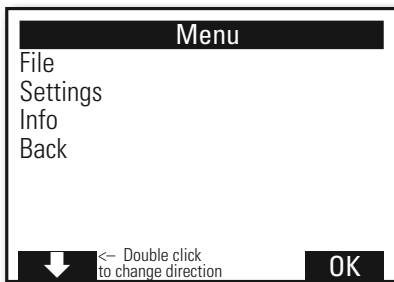 Menu
File
Settings
Info
Back
<– Double click
to change direction
OK